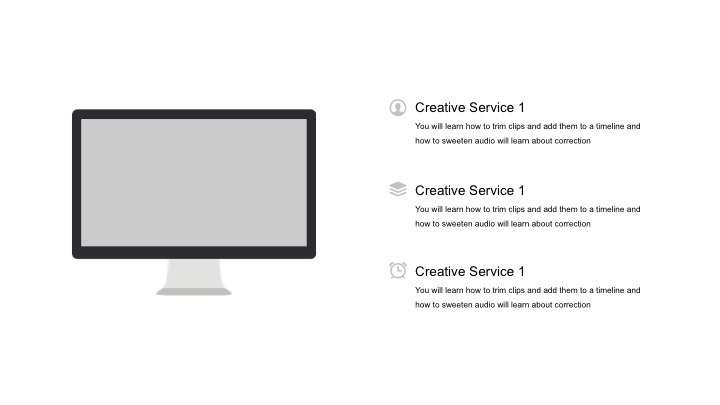 Creative Service 1
You will learn how to trim clips and add them to a timeline and
how to sweeten audio will learn about correction
Creative Service 1
You will learn how to trim clips and add them to a timeline and
how to sweeten audio will learn about correction
Creative Service 1
You will learn how to trim clips and add them to a timeline and
how to sweeten audio will learn about correction